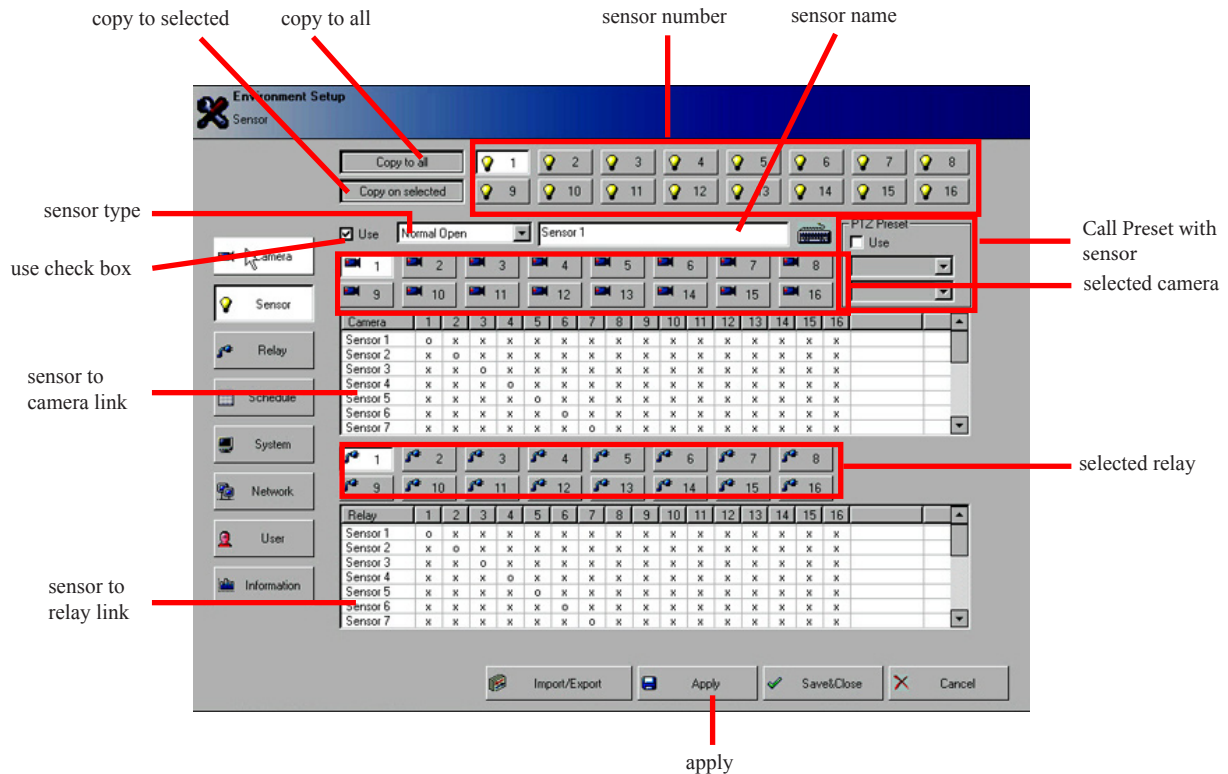 copy to selected copy to all sensor number sensor name
Environment Setup
Sensor
Copy to all 1 2 3 4 5 6 7 8
Copy on selected 9 10 11 12 13 14 15 16
sensor type
use check box
Use Normal Open Sensor 1
PTZ Preset
Use
Call Preset with
sensor
selected camera
1 2 3 4 5 6 7 8
9 10 11 12 13 14 15 16
Camera
Sensor
Relay
Schedule
System
Network
User
Information
sensor to
camera link
Camera 1 2 3 4 5 6 7 8 9 10 11 12 13 14 15 16
Sensor 1 o x x x x x x x x x x x x x x x
Sensor 2 x o x x x x x x x x x x x x x x
Sensor 3 x x o x x x x x x x x x x x x x
Sensor 4 x x x o x x x x x x x x x x x x
Sensor 5 x x x x o x x x x x x x x x x x
Sensor 6 x x x x x o x x x x x x x x x x
Sensor 7 x x x x x x o x x x x x x x x x
1 2 3 4 5 6 7 8
9 10 11 12 13 14 15 16
selected relay
sensor to
relay link
Relay 1 2 3 4 5 6 7 8 9 10 11 12 13 14 15 16
Sensor 1 o x x x x x x x x x x x x x x x
Sensor 2 x o x x x x x x x x x x x x x x
Sensor 3 x x o x x x x x x x x x x x x x
Sensor 4 x x x o x x x x x x x x x x x x
Sensor 5 x x x x o x x x x x x x x x x x
Sensor 6 x x x x x o x x x x x x x x x x
Sensor 7 x x x x x x o x x x x x x x x x
Import/Export Apply Save&Close Cancel
apply